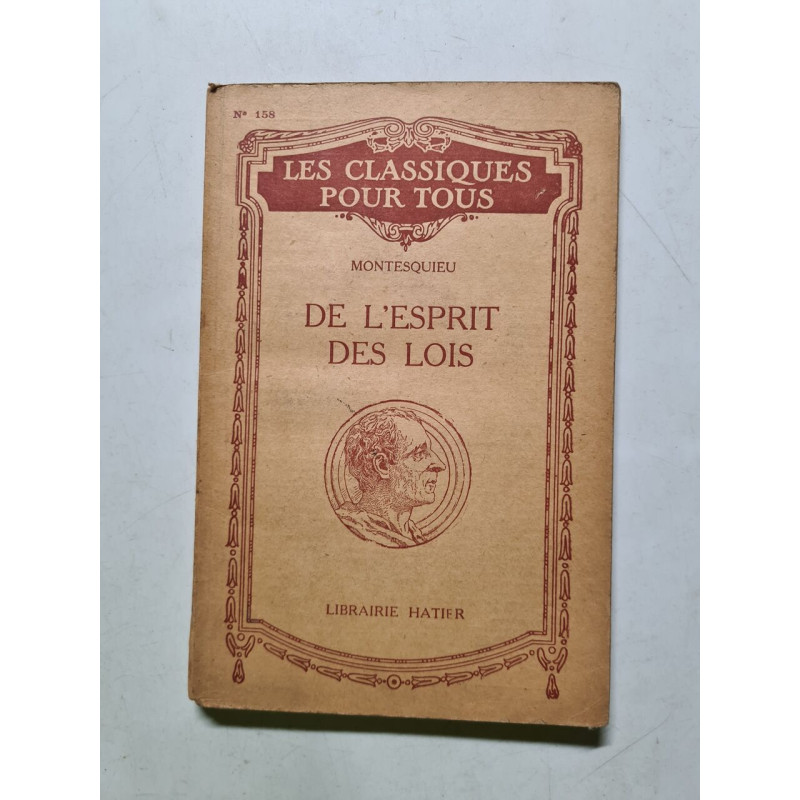 N° 158
LES CLASSIQUES
POUR TOUS
MONTESQUIEU
DE L'ESPRIT
DES LOIS
LIBRAIRIE HATIER